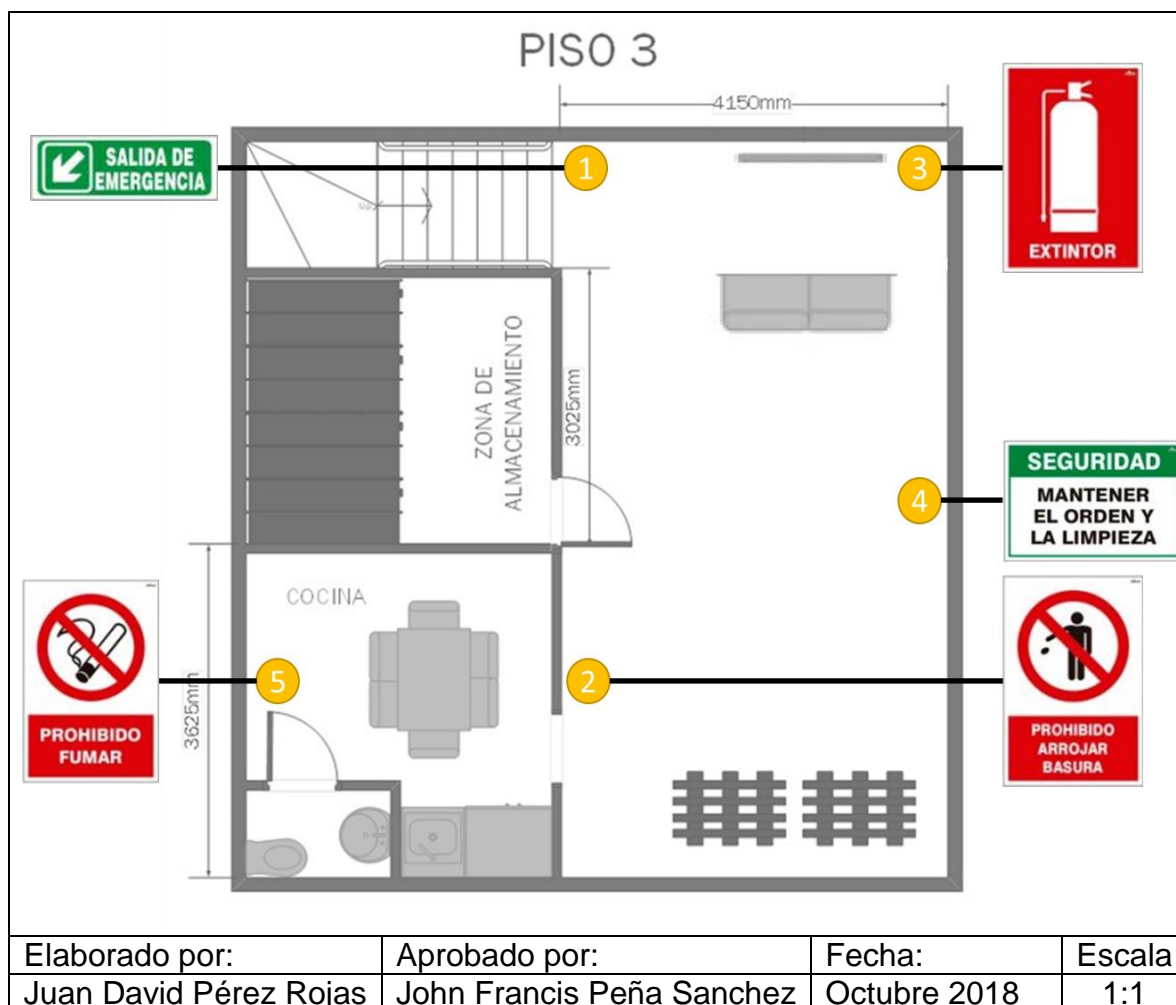 PISO 3
4150mm
SALIDA DE
EMERGENCIA
1
3
EXTINTOR
ZONA DE
ALMACENAMIENTO
3025mm
SEGURIDAD
MANTENER
EL ORDEN Y
LA LIMPIEZA
4
COCINA
5
2
3625mm
PROHIBIDO
FUMAR
PROHIBIDO
ARROJAR
BASURA
Elaborado por: Aprobado por: Fecha: Escala
Juan David Pérez Rojas John Francis Peña Sanchez Octubre 2018 1:1